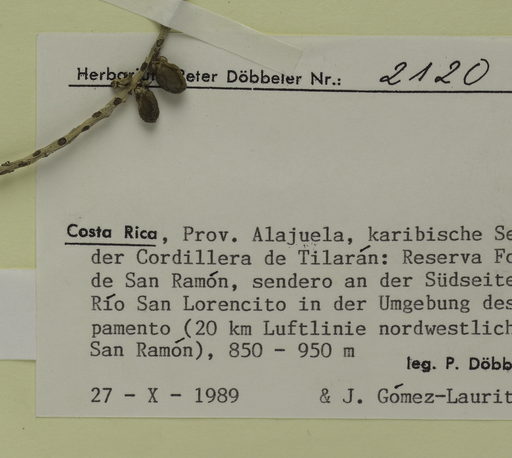 Herbarium Peter Döbbeler Nr.: 2120
Costa Rica, Prov. Alajuela, karibische Se
der Cordillera de Tilarán: Reserva Fo
de San Ramón, sendero an der Südseite
Río San Lorencito in der Umgebung des
pamento (20 km Luftlinie nordwestlich
San Ramón), 850 - 950 m
leg. P. Döbb
27 - X - 1989 & J. Gómez-Laurit